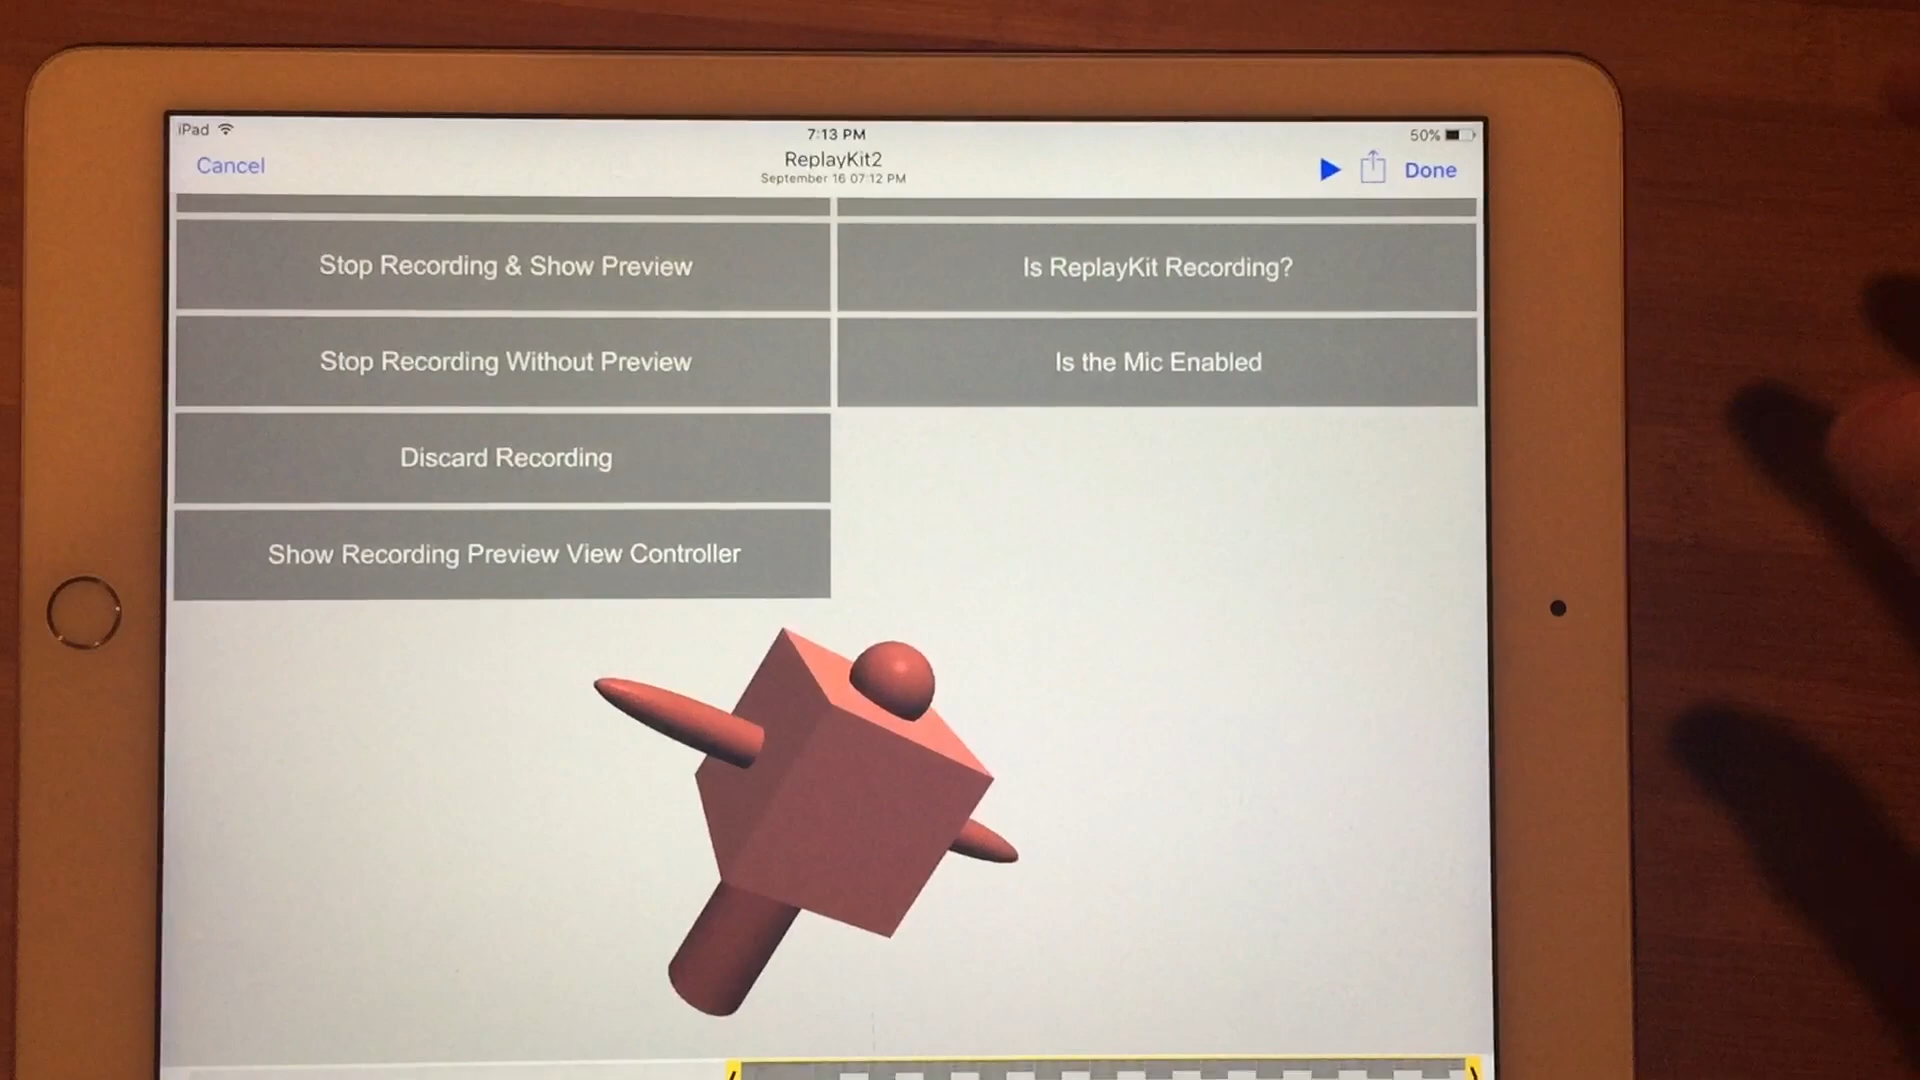 iPad
7:13 PM
50%
Cancel
ReplayKit2
September 16 07:12 PM
Done
Stop Recording & Show Preview
Is ReplayKit Recording?
Stop Recording Without Preview
Is the Mic Enabled
Discard Recording
Show Recording Preview View Controller